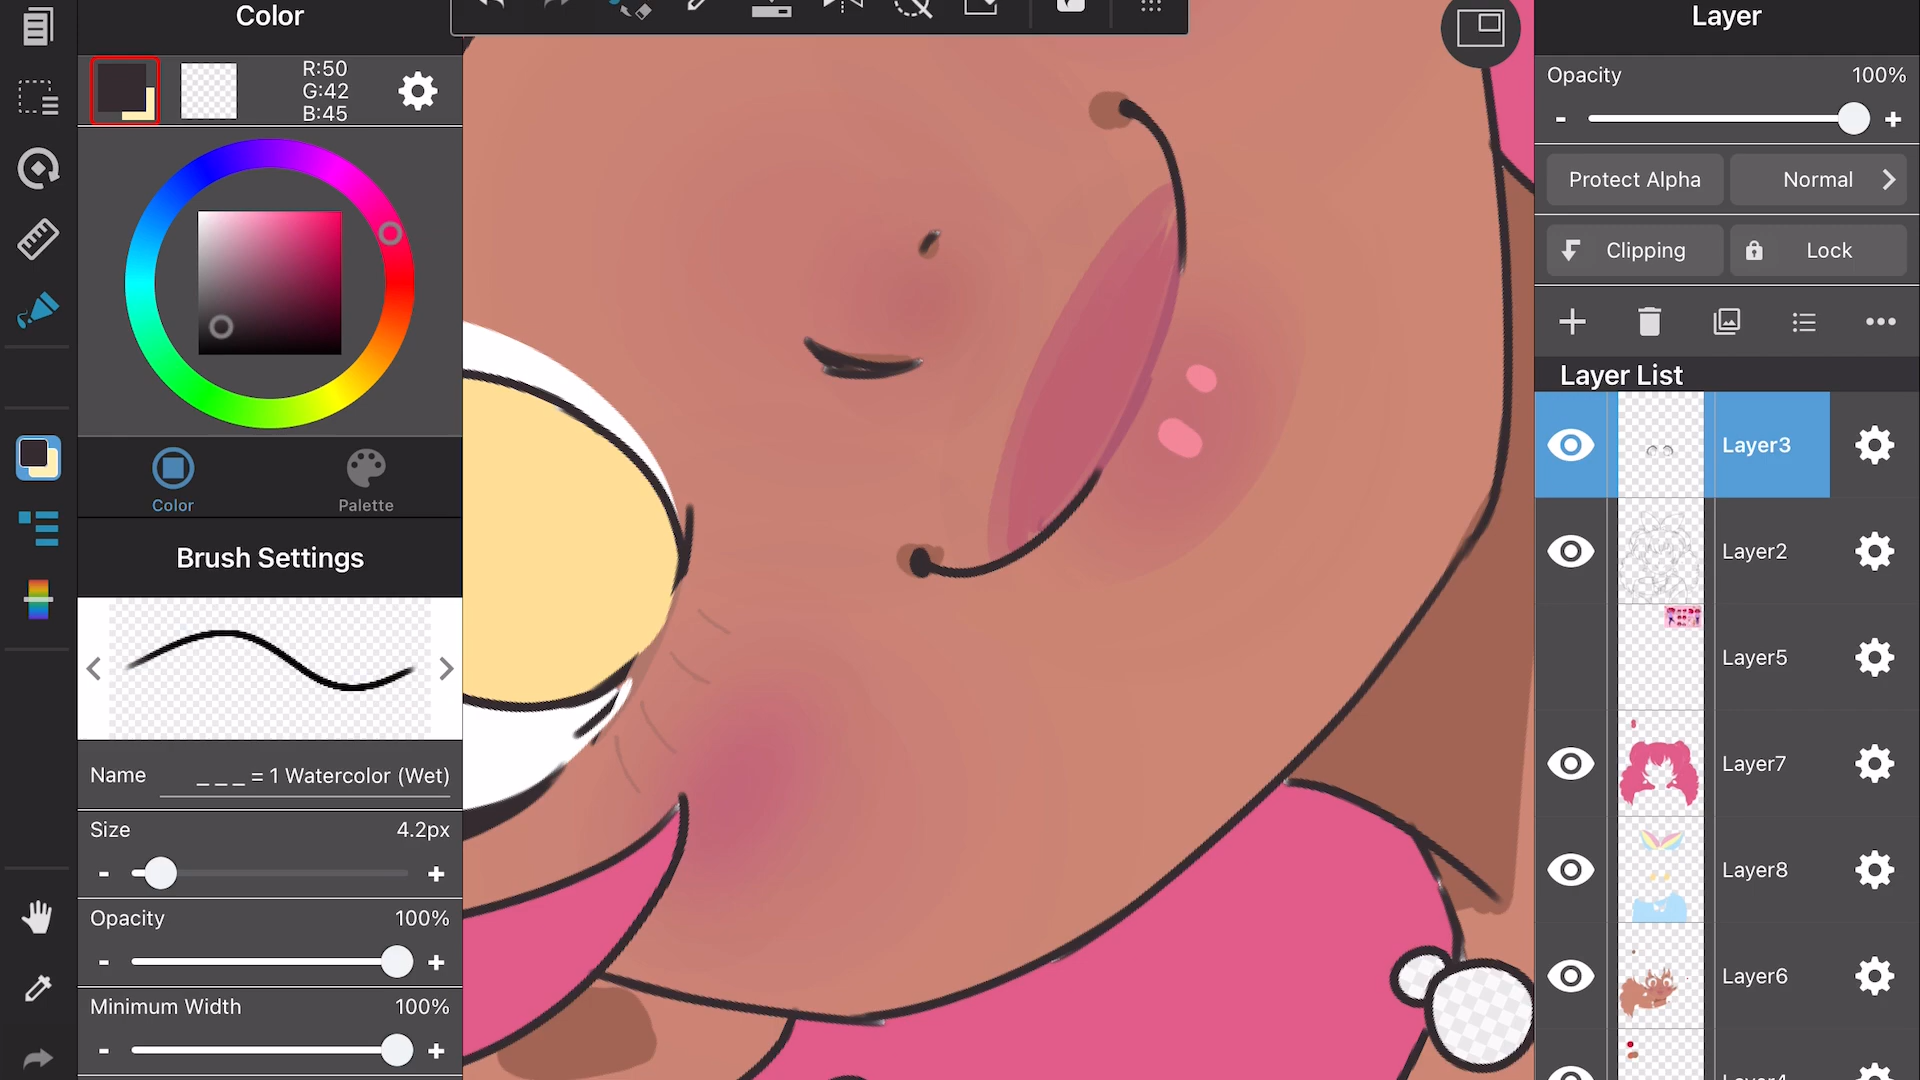 Color
R:50
G:42
B:45
Color
Palette
Brush Settings
Name
_ _ _ = 1 Watercolor (Wet)
Size
4.2px
- +
Opacity
100%
- +
Minimum Width
100%
- +
Layer
Opacity
100%
- +
Protect Alpha
Normal
Clipping
Lock
Layer List
Layer3
Layer2
Layer5
Layer7
Layer8
Layer6